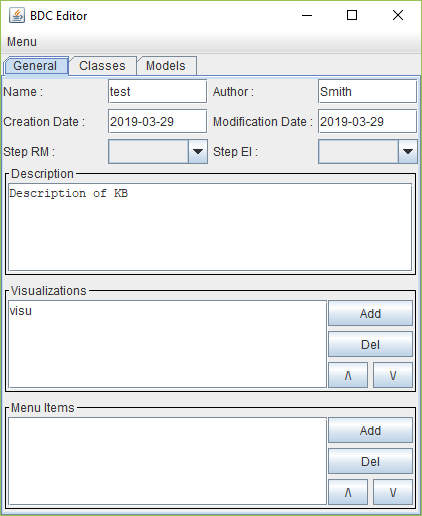 BDC Editor
Menu
General Classes Models
Name : test Author : Smith
Creation Date : 2019-03-29 Modification Date : 2019-03-29
Step RM : Step EI :
Description
Description of KB
Visualizations
visu
Add
Del
∧ ∨
Menu Items
Add
Del
∧ ∨